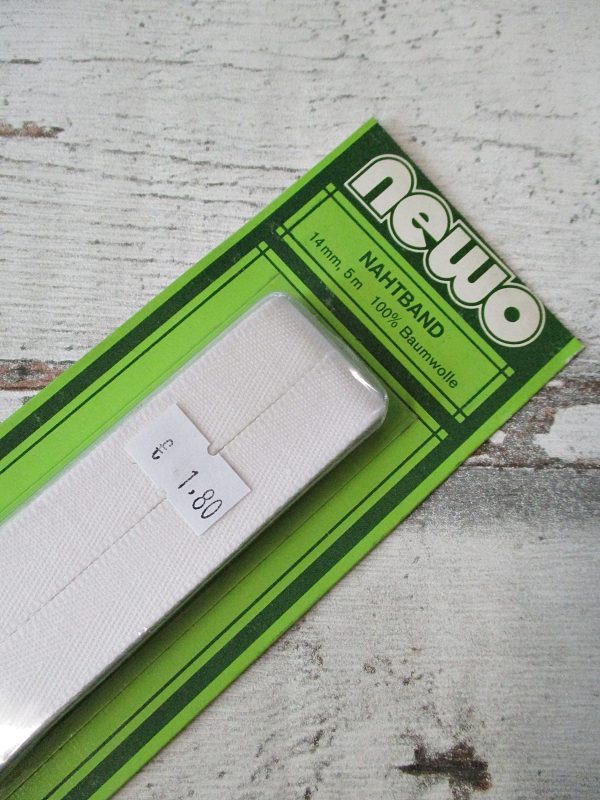 newo
NAHTBAND
14mm, 5m 100% Baumwolle
1.80